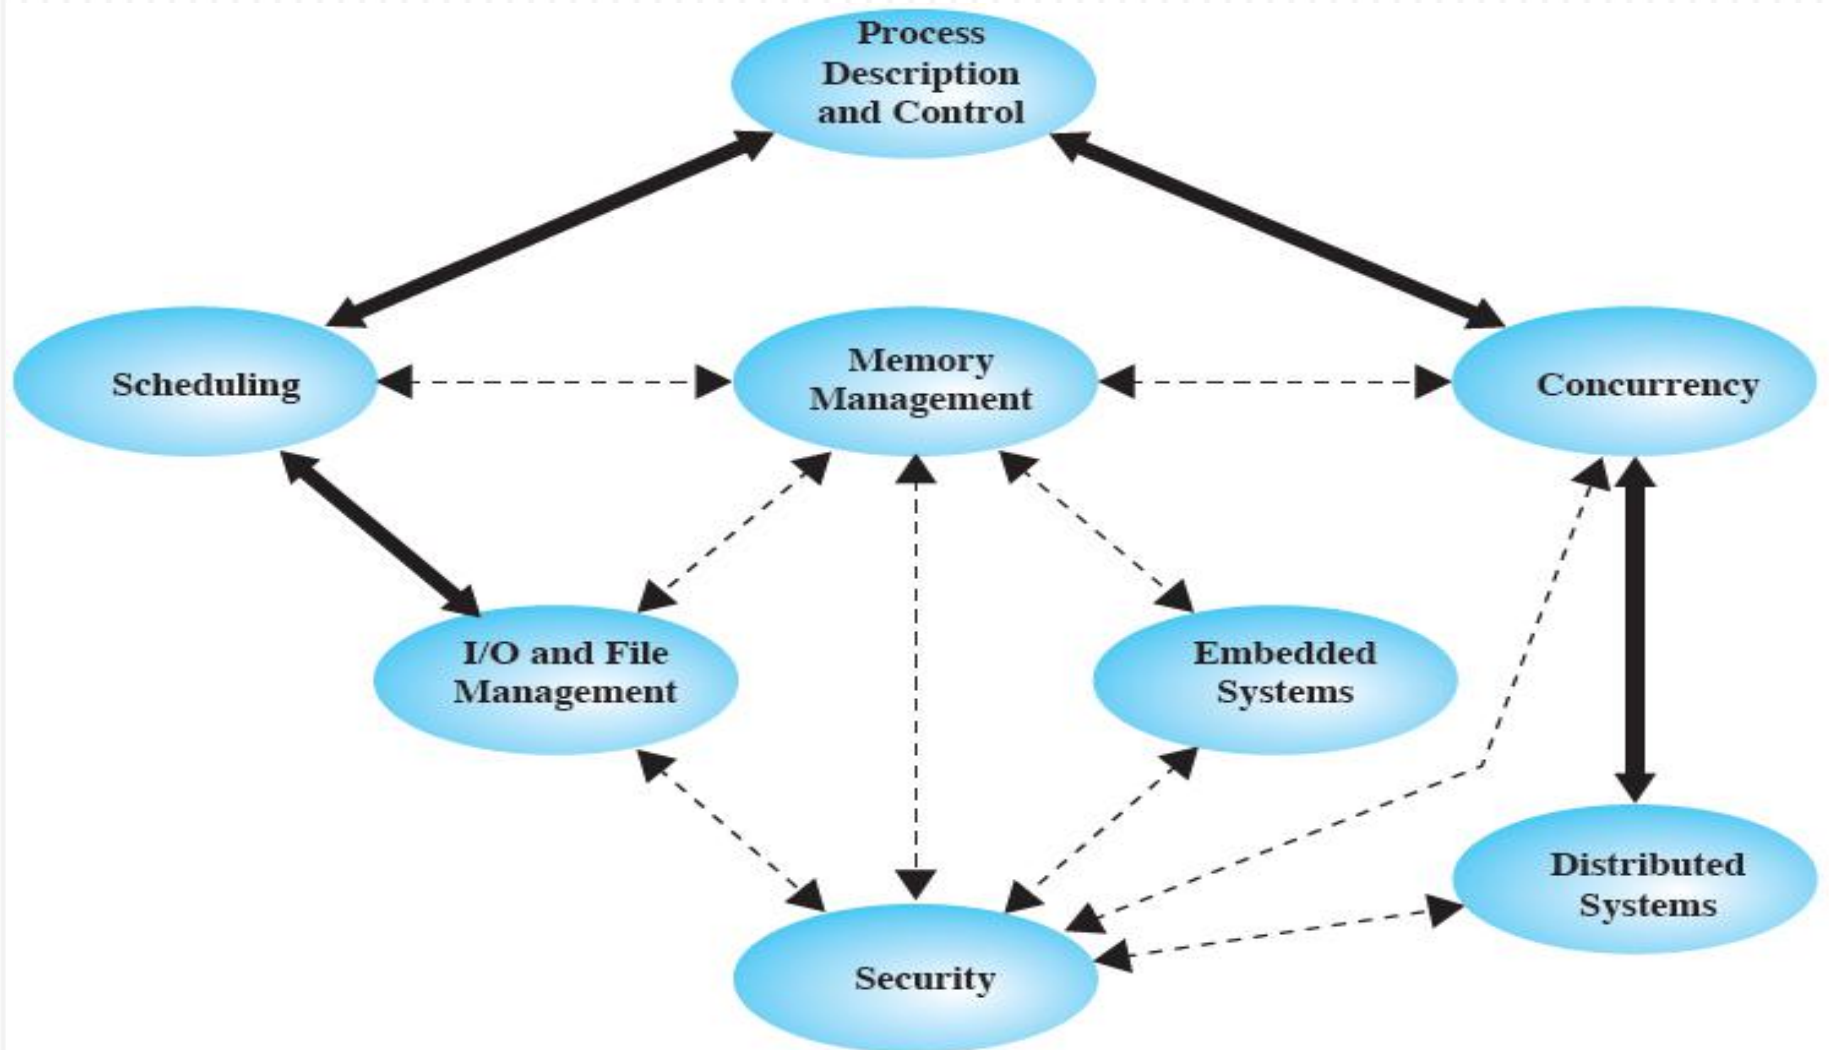 Process
Description
and Control
Scheduling
Memory
Management
Concurrency
I/O and File
Management
Embedded
Systems
Distributed
Systems
Security